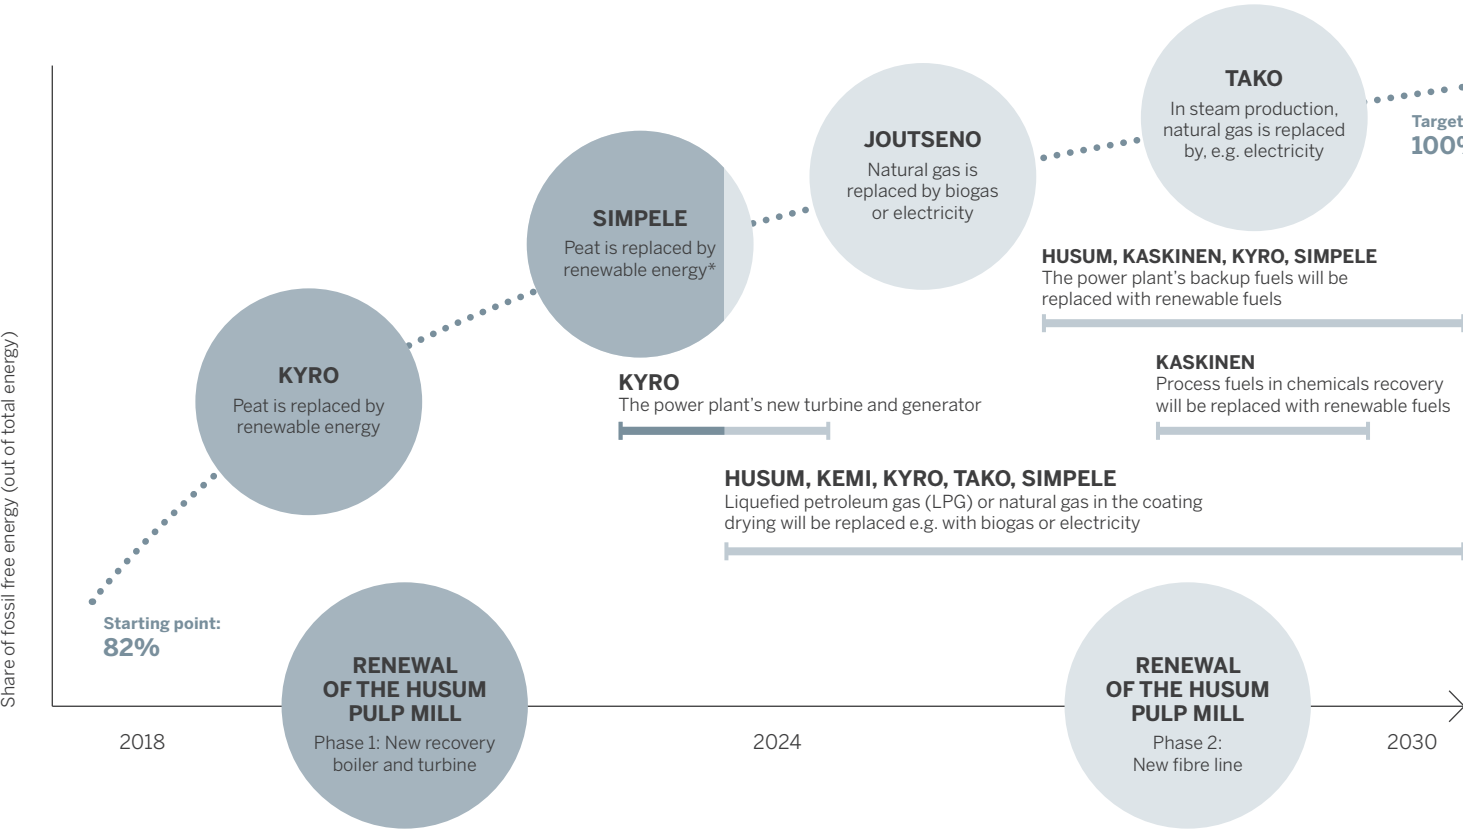 Share of fossil free energy (out of total energy)
TAKO
In steam production,
natural gas is replaced
by, e.g. electricity
Target
100%
JOUTSENO
Natural gas is
replaced by biogas
or electricity
SIMPELE
Peat is replaced by
renewable energy*
KYRO
Peat is replaced by
renewable energy
HUSUM, KASKINEN, KYRO, SIMPELE
The power plant’s backup fuels will be
replaced with renewable fuels
KASKINEN
Process fuels in chemicals recovery
will be replaced with renewable fuels
KYRO
The power plant’s new turbine and generator
HUSUM, KEMI, KYRO, TAKO, SIMPELE
Liquefied petroleum gas (LPG) or natural gas in the coating
drying will be replaced e.g. with biogas or electricity
Starting point:
82%
RENEWAL
OF THE HUSUM
PULP MILL
Phase 1: New recovery
boiler and turbine
RENEWAL
OF THE HUSUM
PULP MILL
Phase 2:
New fibre line
2018
2024
2030